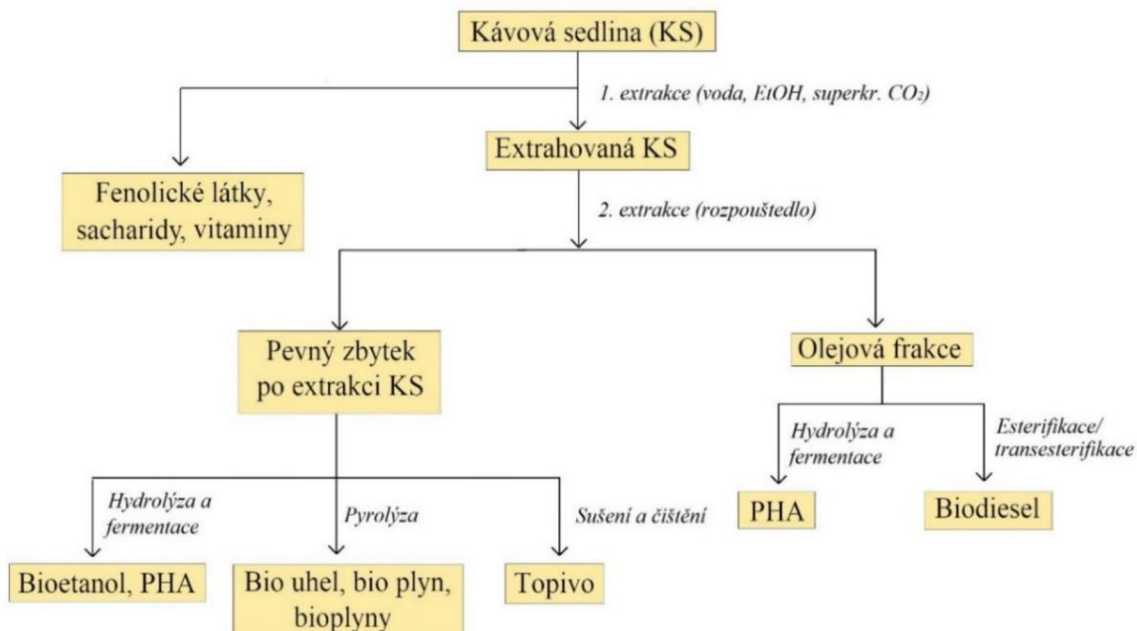 Kávová sedlina (KS)
1. extrakce (voda, EtOH, superkr. CO₂)
Extrahovaná KS
Fenolické látky,
sacharidy, vitaminy
2. extrakce (rozpouštedlo)
Pevný zbytek
po extrakci KS
Olejová frakce
Hydrolýza a
fermentace
Esterifikace/
transesterifikace
PHA
Biodiesel
Hydrolýza a
fermentace
Pyrolýza
Sušení a čištění
Bioetanol, PHA
Bio uhel, bio plyn,
bioplyny
Topivo